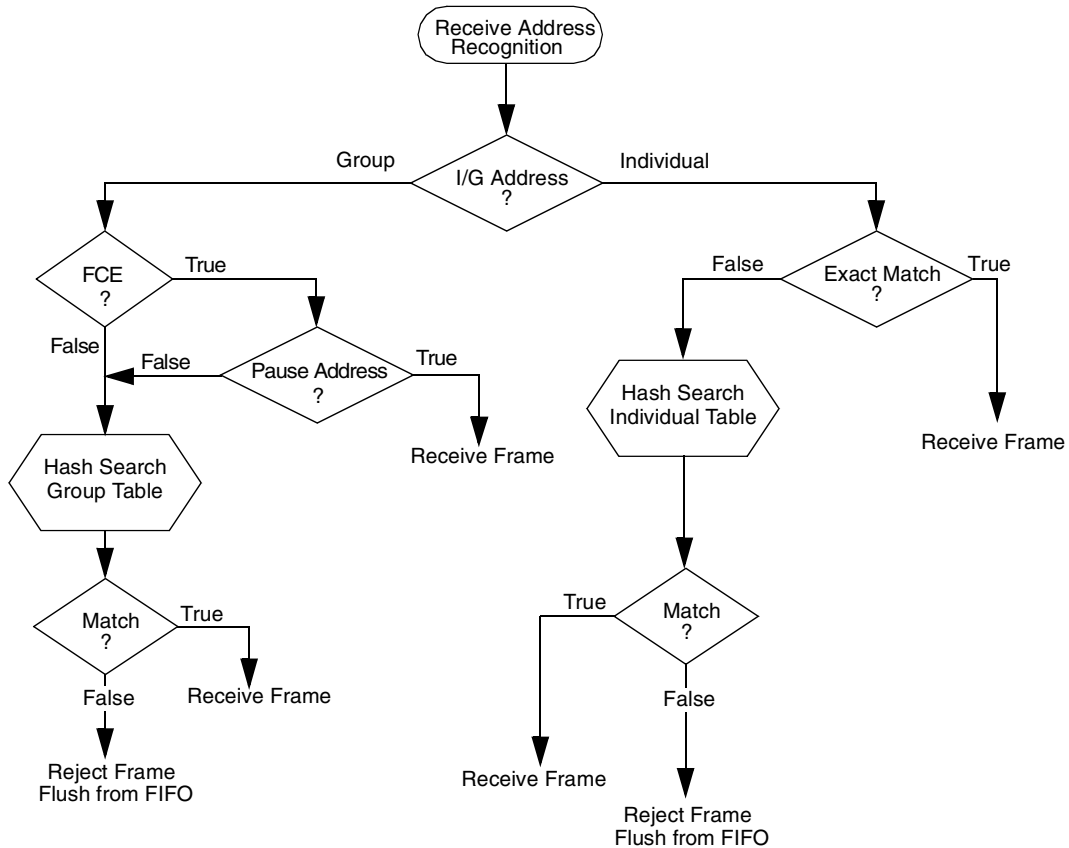 Receive Address
Recognition
Group
I/G Address
?
Individual
FCE
?
True
False
False
Exact Match
?
True
False
Pause Address
?
True
Hash Search
Individual Table
Receive Frame
Receive Frame
Hash Search
Group Table
Match
?
True
True
Match
?
False
Receive Frame
False
Reject Frame
Flush from FIFO
Receive Frame
Reject Frame
Flush from FIFO